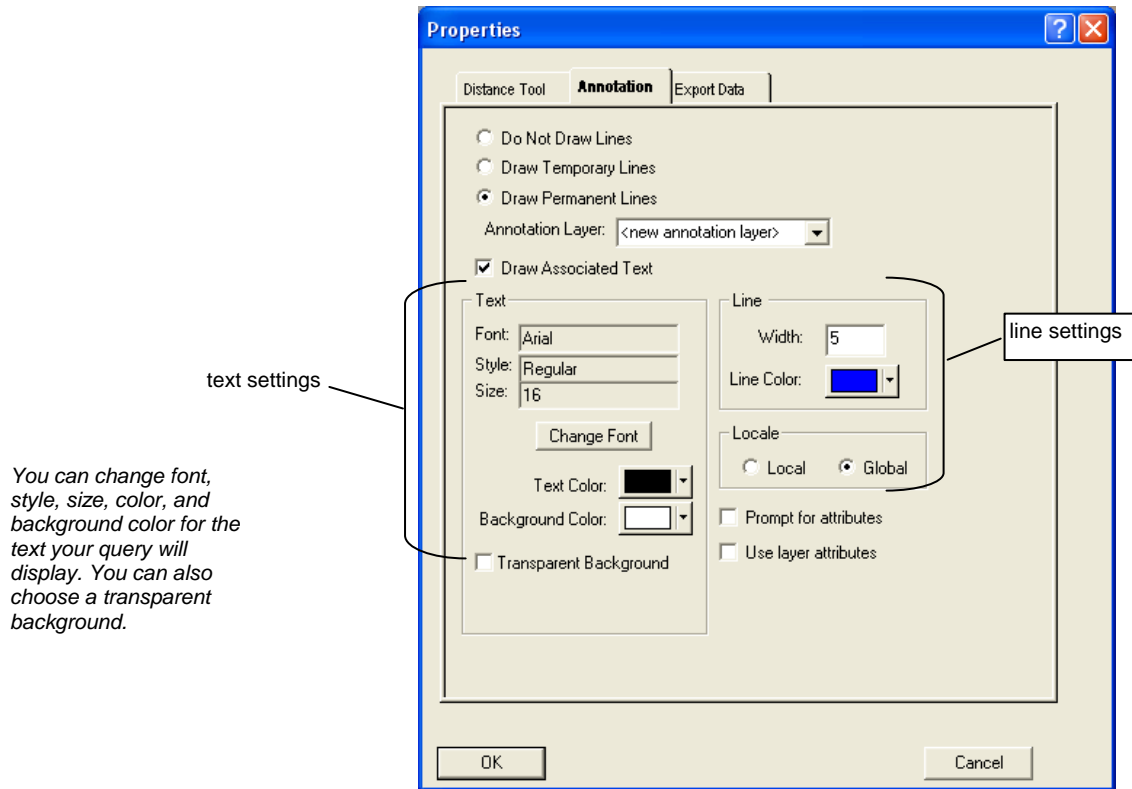 Properties
Distance Tool
Annotation
Export Data
Do Not Draw Lines
Draw Temporary Lines
Draw Permanent Lines
Annotation Layer: <new annotation layer>
Draw Associated Text
Text
Font: Arial
Style: Regular
Size: 16
Change Font
Text Color:
Background Color:
Transparent Background
Line
Width: 5
Line Color:
Locale
Local
Global
Prompt for attributes
Use layer attributes
OK
Cancel
text settings
line settings
You can change font,
style, size, color, and
background color for the
text your query will
display. You can also
choose a transparent
background.